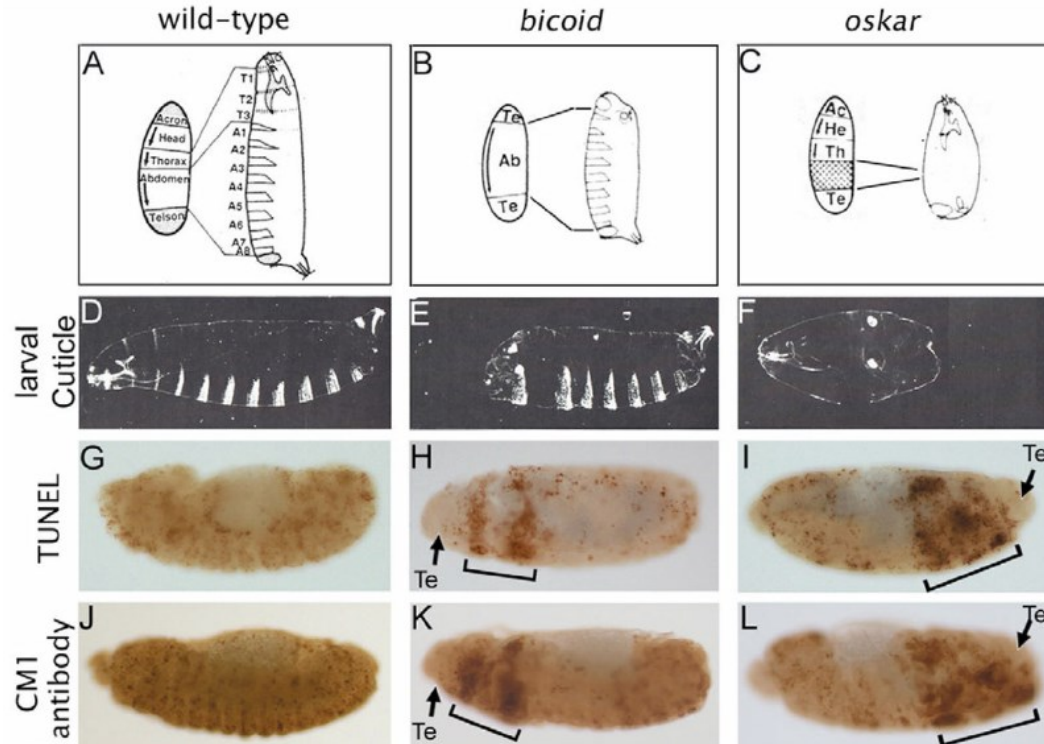 wild-type
bicoid
oskar
A
T1
T2
T3
A1
A2
A3
A4
A5
A6
A7
A8
Acron
Head
Thorax
Abdomen
Telson
B
Te
Ab
Te
C
Ac
He
Th
Te
larval
Cuticle
D
E
F
TUNEL
G
H
Te
I
Te
CM1
antibody
J
K
Te
L
Te